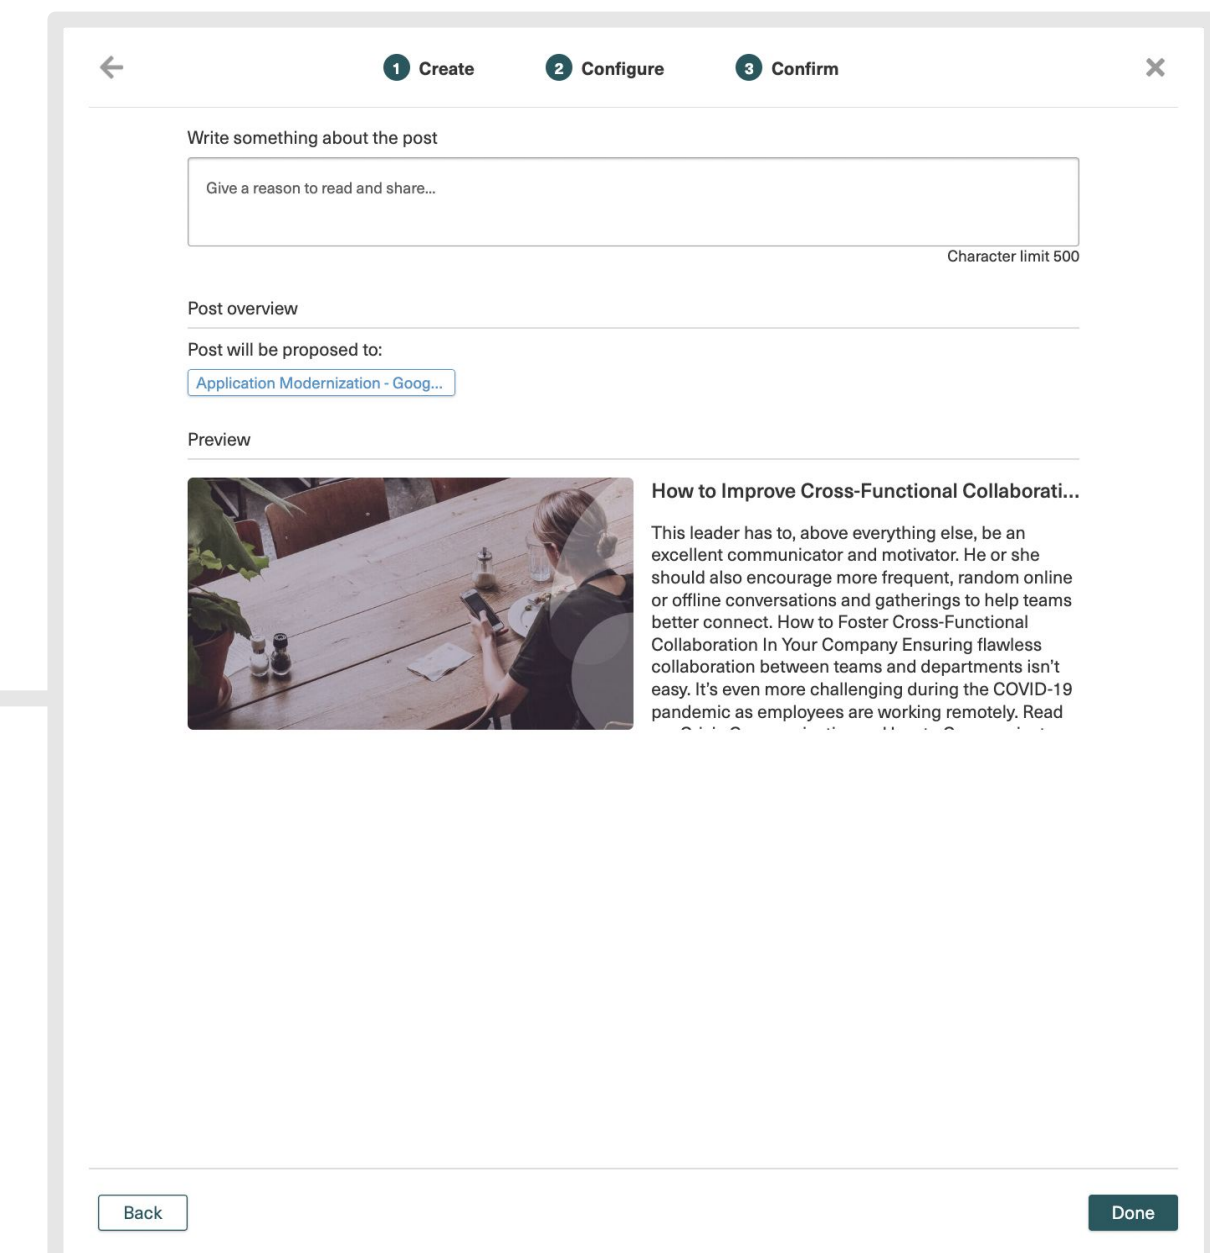 1 Create 2 Configure 3 Confirm
Write something about the post
Give a reason to read and share...
Character limit 500
Post overview
Post will be proposed to:
Application Modernization - Goog...
Preview
How to Improve Cross-Functional Collaborati...
This leader has to, above everything else, be an
excellent communicator and motivator. He or she
should also encourage more frequent, random online
or offline conversations and gatherings to help teams
better connect. How to Foster Cross-Functional
Collaboration In Your Company Ensuring flawless
collaboration between teams and departments isn't
easy. It's even more challenging during the COVID-19
pandemic as employees are working remotely. Read
Back
Done